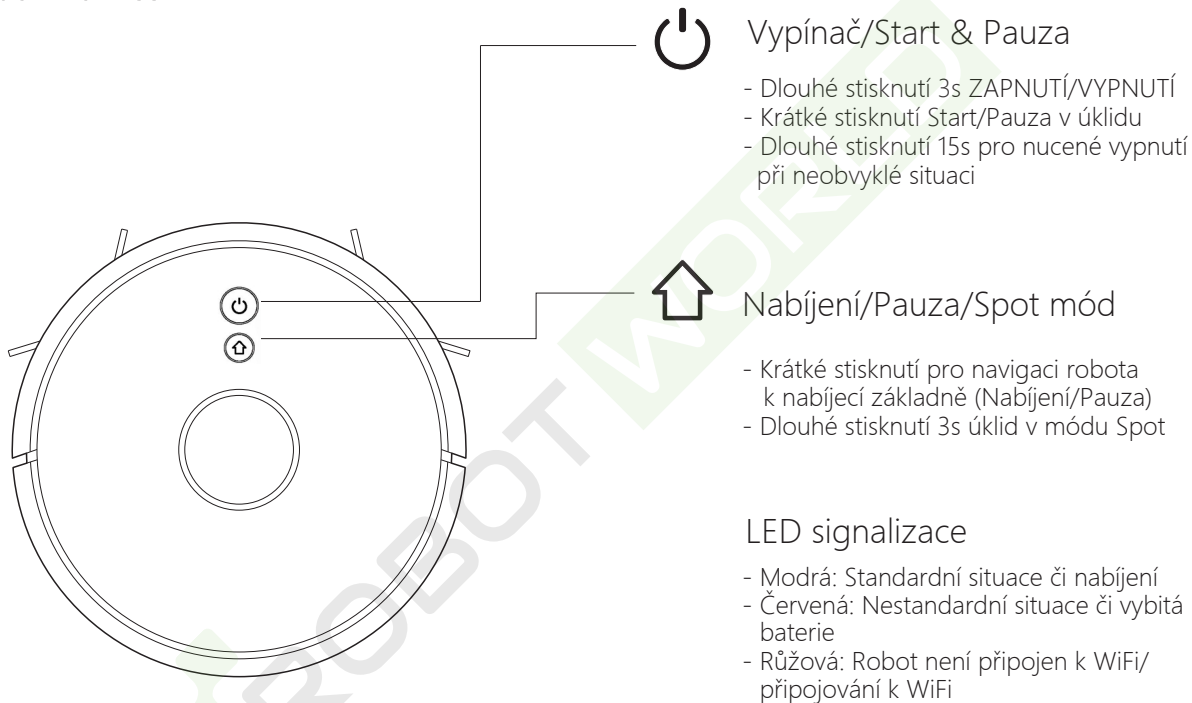 Vypínač/Start & Pauza
- Dlouhé stisknutí 3s ZAPNUTÍ/VYPNUTÍ
- Krátké stisknutí Start/Pauza v úklidu
- Dlouhé stisknutí 15s pro nucené vypnutí
při neobvyklé situaci
Nabíjení/Pauza/Spot mód
- Krátké stisknutí pro navigaci robota
k nabíjecí základně (Nabíjení/Pauza)
- Dlouhé stisknutí 3s úklid v módu Spot
LED signalizace
- Modrá: Standardní situace či nabíjení
- Červená: Nestandardní situace či vybitá
baterie
- Růžová: Robot není připojen k WiFi/
připojování k WiFi
ROBOT WORLD